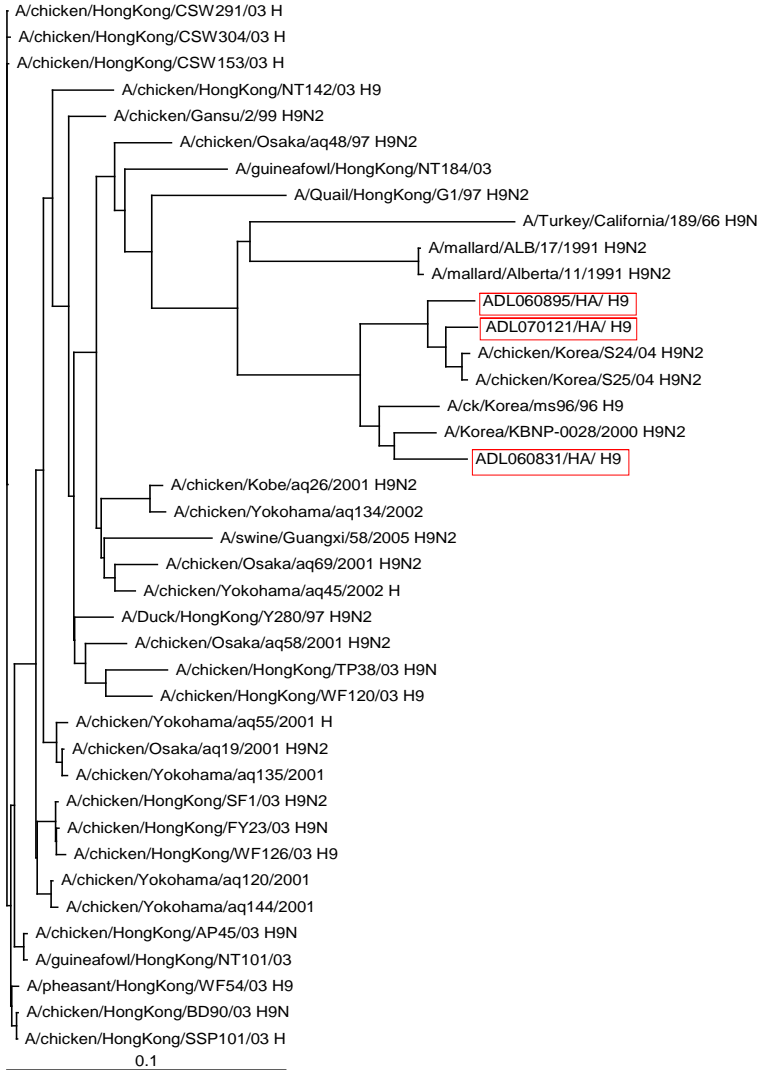 A/chicken/HongKong/CSW291/03 H
A/chicken/HongKong/CSW304/03 H
A/chicken/HongKong/CSW153/03 H
A/chicken/HongKong/NT142/03 H9
A/chicken/Gansu/2/99 H9N2
A/chicken/Osaka/aq48/97 H9N2
A/guineafowl/HongKong/NT184/03
A/Quail/HongKong/G1/97 H9N2
A/Turkey/California/189/66 H9N
A/mallard/ALB/17/1991 H9N2
A/mallard/Alberta/11/1991 H9N2
ADL060895/HA/ H9
ADL070121/HA/ H9
A/chicken/Korea/S24/04 H9N2
A/chicken/Korea/S25/04 H9N2
A/ck/Korea/ms96/96 H9
A/Korea/KBNP-0028/2000 H9N2
ADL060831/HA/ H9
A/chicken/Kobe/aq26/2001 H9N2
A/chicken/Yokohama/aq134/2002
A/swine/Guangxi/58/2005 H9N2
A/chicken/Osaka/aq69/2001 H9N2
A/chicken/Yokohama/aq45/2002 H
A/Duck/HongKong/Y280/97 H9N2
A/chicken/Osaka/aq58/2001 H9N2
A/chicken/HongKong/TP38/03 H9N
A/chicken/HongKong/WF120/03 H9
A/chicken/Yokohama/aq55/2001 H
A/chicken/Osaka/aq19/2001 H9N2
A/chicken/Yokohama/aq135/2001
A/chicken/HongKong/SF1/03 H9N2
A/chicken/HongKong/FY23/03 H9N
A/chicken/HongKong/WF126/03 H9
A/chicken/Yokohama/aq120/2001
A/chicken/Yokohama/aq144/2001
A/chicken/HongKong/AP45/03 H9N
A/guineafowl/HongKong/NT101/03
A/pheasant/HongKong/WF54/03 H9
A/chicken/HongKong/BD90/03 H9N
A/chicken/HongKong/SSP101/03 H
0.1